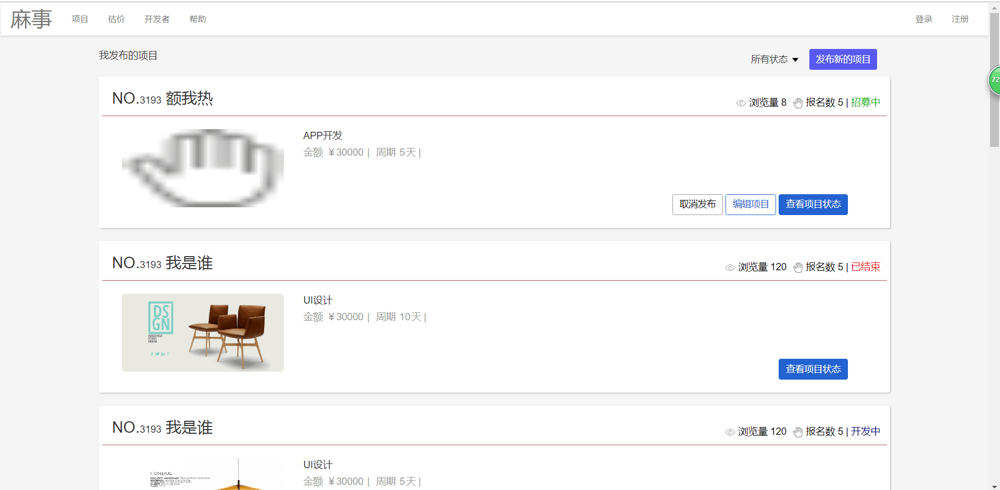 麻事 项目 估价 开发者 帮助 登录 注册
我发布的项目 所有状态 发布新的项目
72
NO.3193 额我热 浏览量 8 报名数 5 | 招募中
APP开发
金额 ¥30000 | 周期 5天 |
取消发布 编辑项目 查看项目状态
NO.3193 我是谁 浏览量 120 报名数 5 | 已结束
DS
GN
ASSOCIATES
STUDIO
DESIGN
UI设计
金额 ¥30000 | 周期 10天 |
查看项目状态
NO.3193 我是谁 浏览量 120 报名数 5 | 开发中
FONDUE
UI设计
金额 ¥30000 | 周期 5天 |